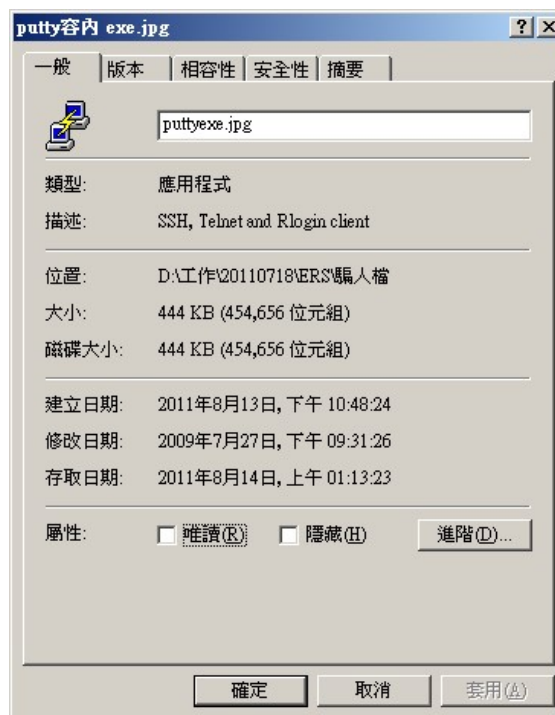 putty容內 exe.jpg
一般 版本 相容性 安全性 摘要
puttyexe.jpg
類型: 應用程式
描述: SSH, Telnet and Rlogin client
位置: D:\工作\20110718\ERS\騙人檔
大小: 444 KB (454,656 位元組)
磁碟大小: 444 KB (454,656 位元組)
建立日期: 2011年8月13日, 下午 10:48:24
修改日期: 2009年7月27日, 下午 09:31:26
存取日期: 2011年8月14日, 上午 01:13:23
屬性: 唯讀(R) 隱藏(H) 進階(D)...
確定 取消 套用(A)